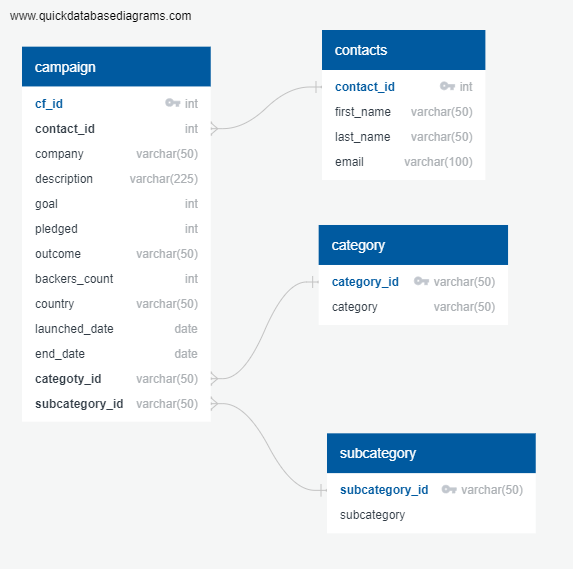 www.quickdatabasediagrams.com
campaign
cf_id int
contact_id int
company varchar(50)
description varchar(225)
goal int
pledged int
outcome varchar(50)
backers_count int
country varchar(50)
launched_date date
end_date date
categoty_id varchar(50)
subcategory_id varchar(50)
contacts
contact_id int
first_name varchar(50)
last_name varchar(50)
email varchar(100)
category
category_id varchar(50)
category varchar(50)
subcategory
subcategory_id varchar(50)
subcategory